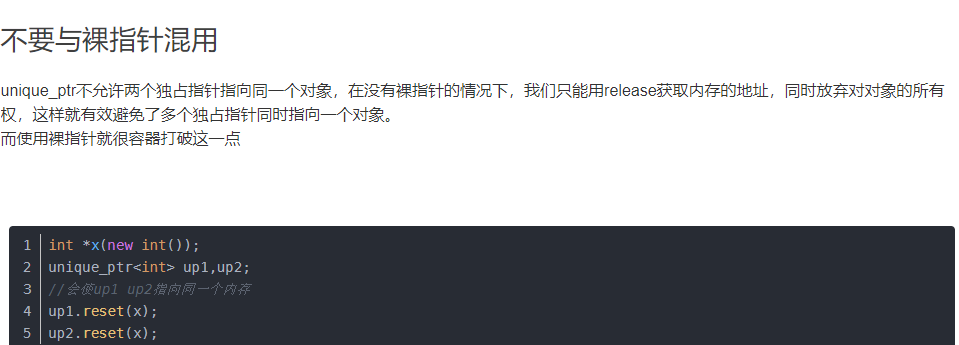 不要与裸指针混用
unique_ptr不允许两个独占指针指向同一个对象，在没有裸指针的情况下，我们只能用release获取内存的地址，同时放弃对对象的所有
权，这样就有效避免了多个独占指针同时指向一个对象。
而使用裸指针就很容器打破这一点
1 int *x(new int());
2 unique_ptr<int> up1,up2;
3 //会使up1 up2指向同一个内存
4 up1.reset(x);
5 up2.reset(x);